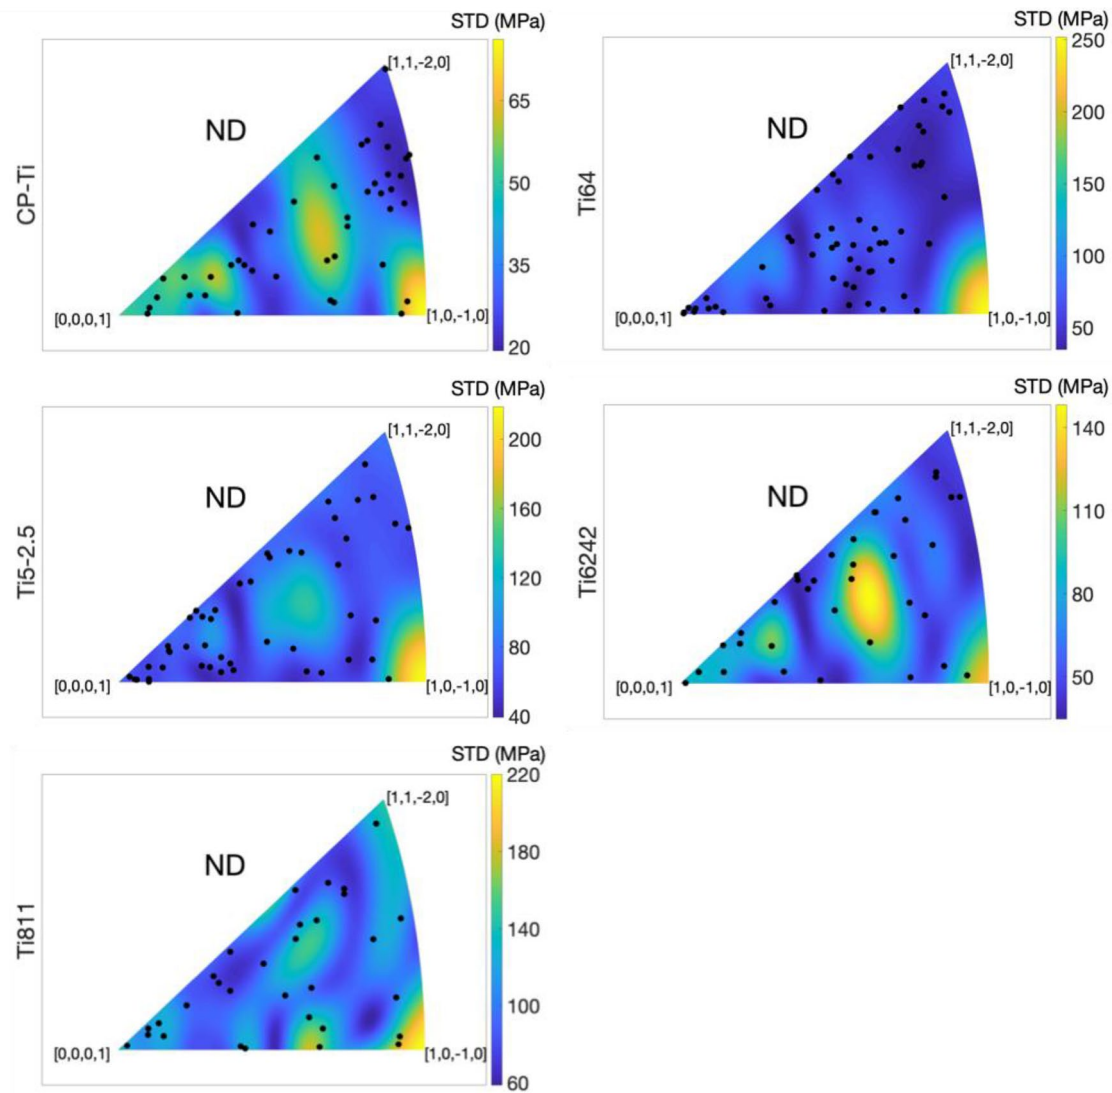 STD (MPa)
[1,1,-2,0]
ND
CP-Ti
65
50
35
20
[0,0,0,1]
[1,0,-1,0]
STD (MPa)
[1,1,-2,0]
ND
Ti64
250
200
150
100
50
[0,0,0,1]
[1,0,-1,0]
STD (MPa)
[1,1,-2,0]
ND
Ti5-2.5
200
160
120
80
40
[0,0,0,1]
[1,0,-1,0]
STD (MPa)
[1,1,-2,0]
ND
Ti6242
140
110
80
50
[0,0,0,1]
[1,0,-1,0]
STD (MPa)
[1,1,-2,0]
ND
Ti811
220
180
140
100
60
[0,0,0,1]
[1,0,-1,0]